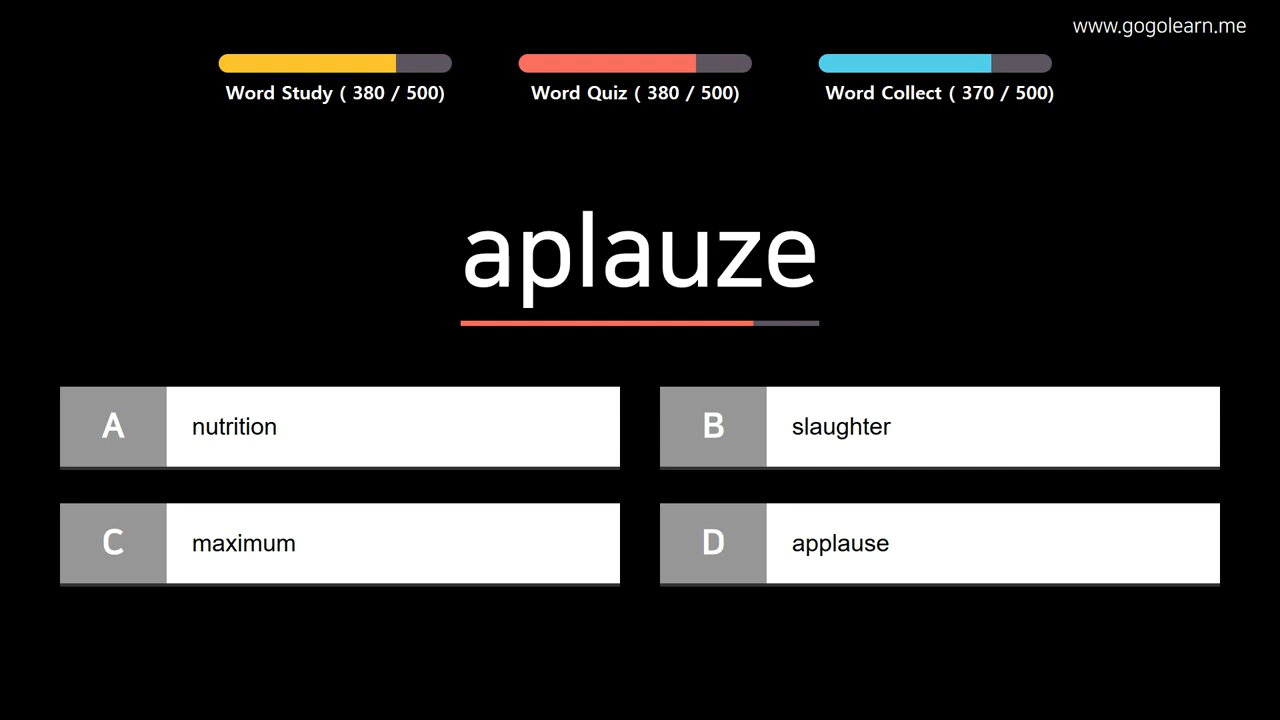 www.gogolearn.me
Word Study ( 380 / 500)
Word Quiz ( 380 / 500)
Word Collect ( 370 / 500)
aplauze
A nutrition
B slaughter
C maximum
D applause